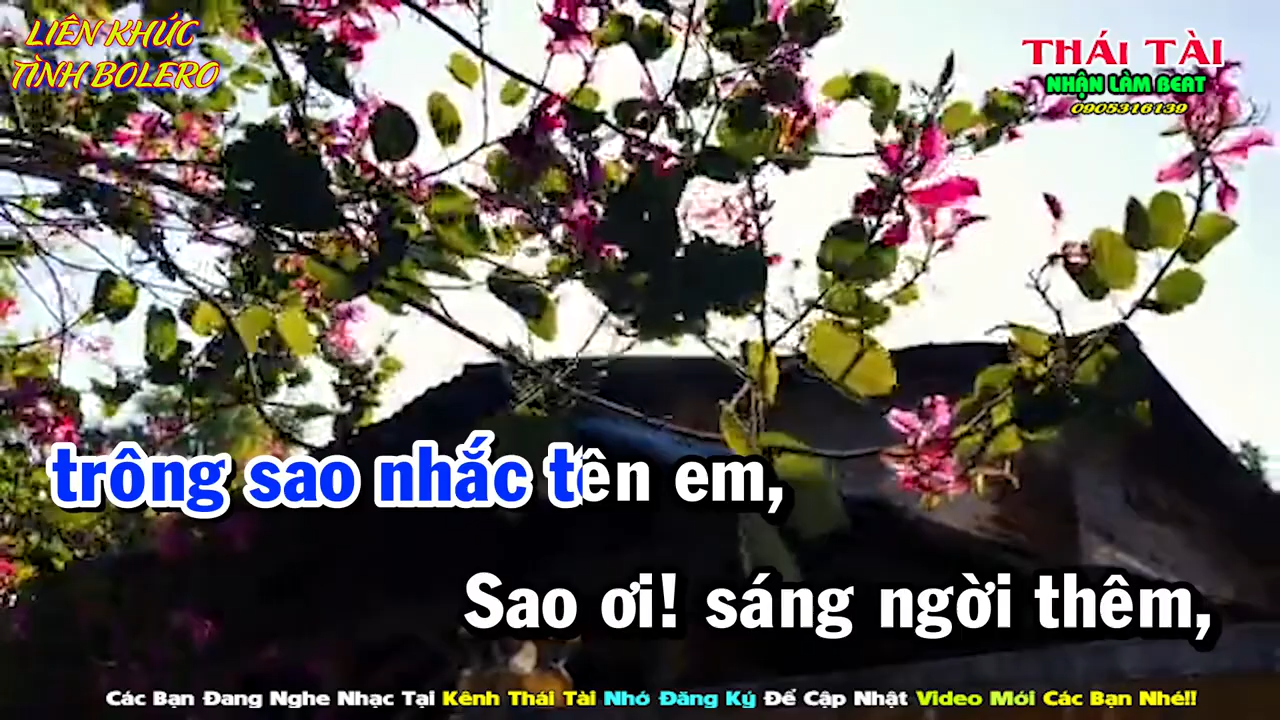 LIÊN KHÚC
TÌNH BOLERO
THÁI TÀI
NHẬN LÀM BEAT
0905316139
trông sao nhắc tên em,
Sao ơi! sáng ngời thêm,
Các Bạn Đang Nghe Nhạc Tại Kênh Thái Tài Nhớ Đăng Ký Để Cập Nhật Video Mới Các Bạn Nhé!!